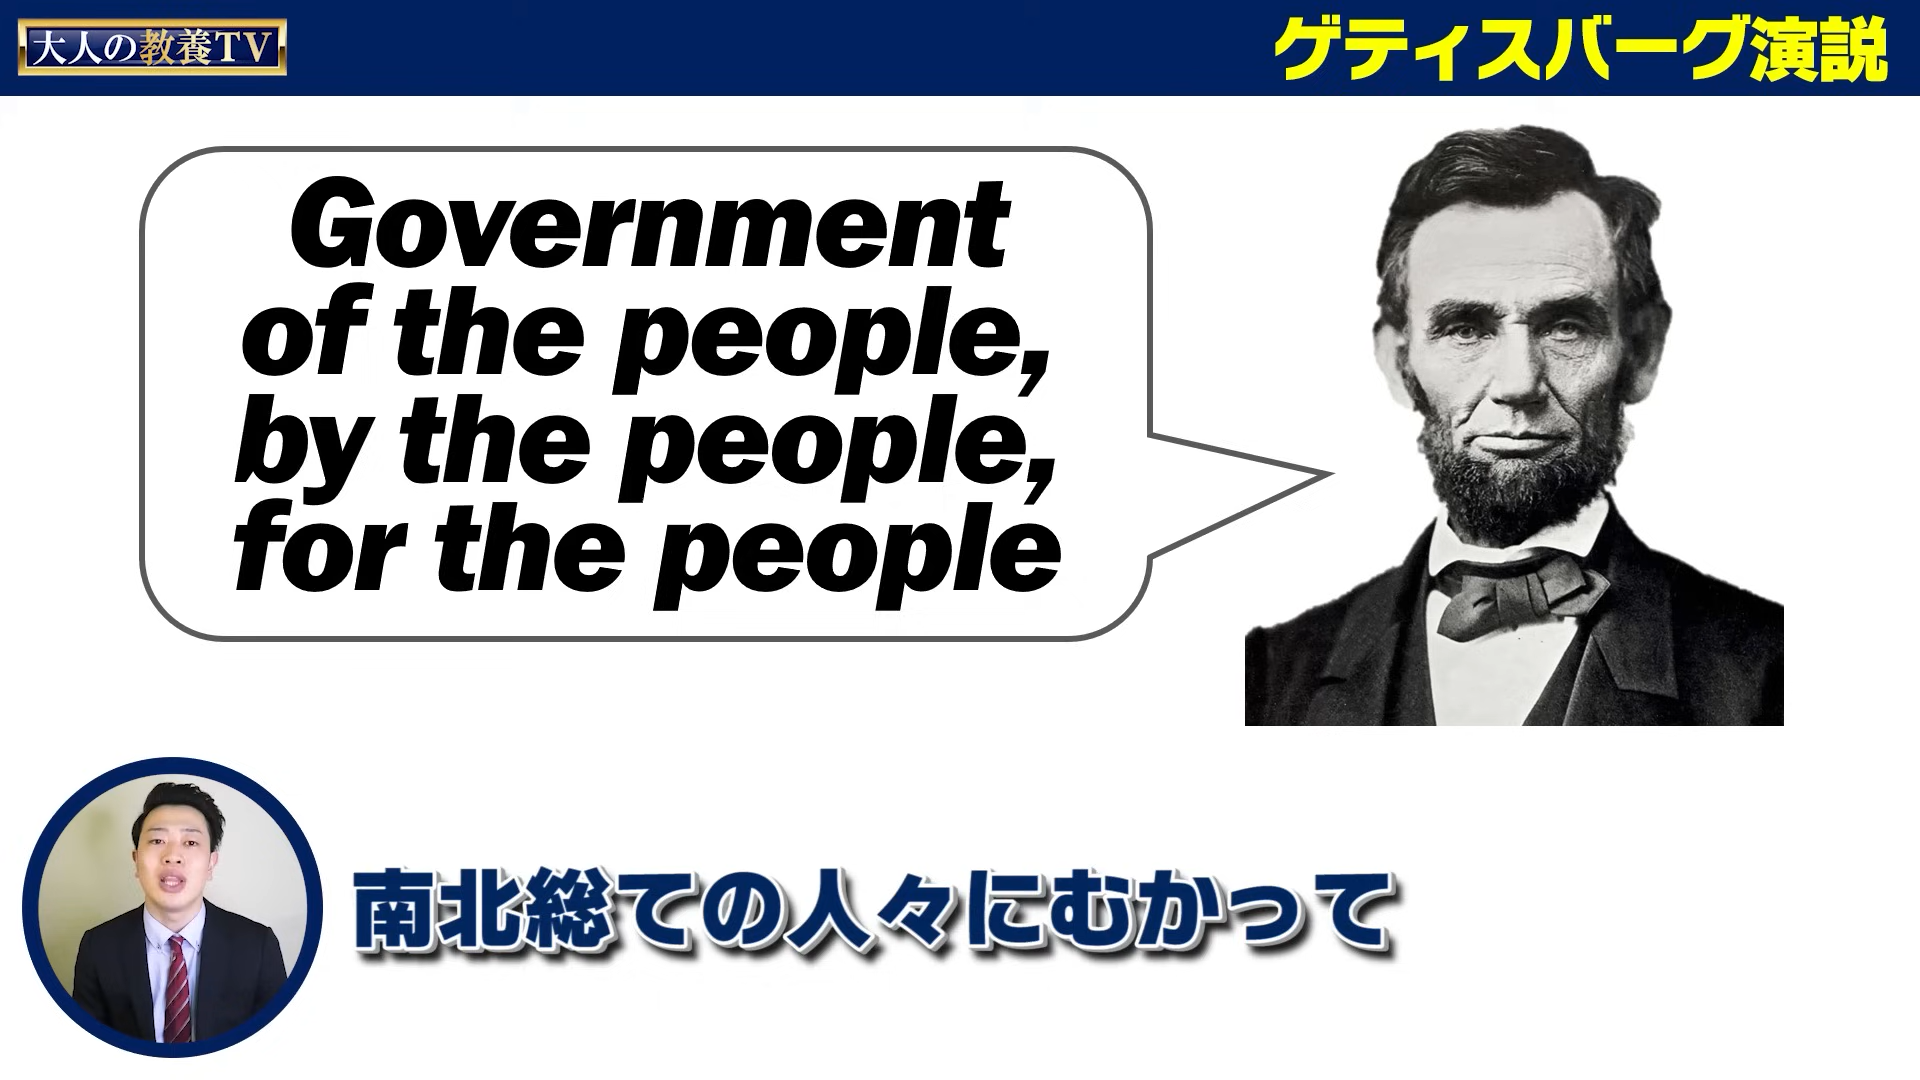 大人の教養TV
ゲティスバーグ演説
Government
of the people,
by the people,
for the people
南北総ての人々にむかって